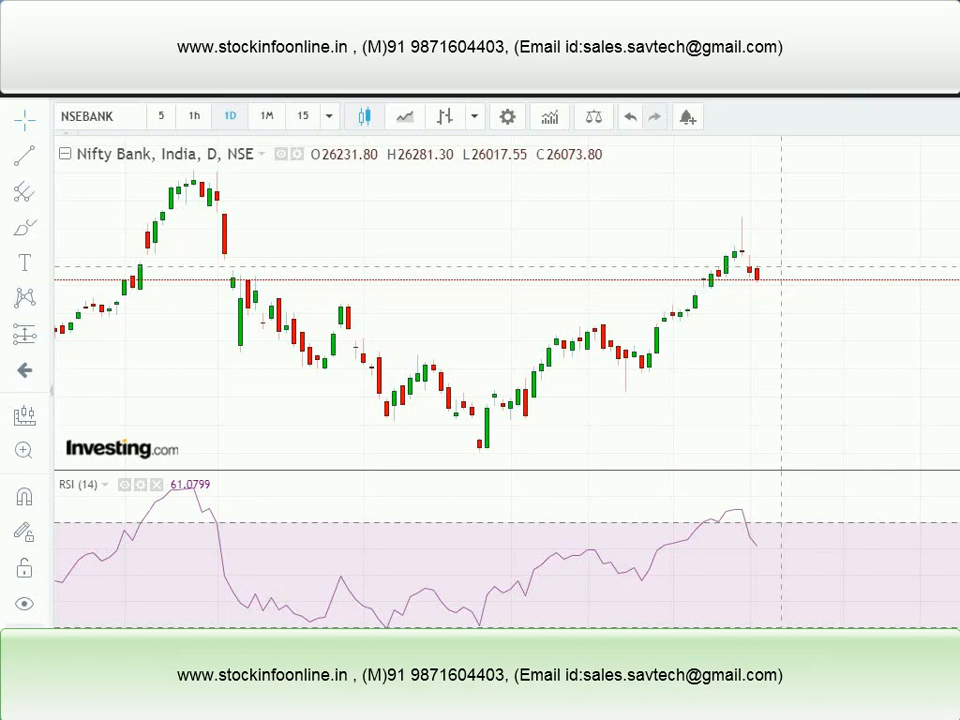 www.stockinfoonline.in , (M)91 9871604403, (Email id:sales.savtech@gmail.com)
NSEBANK 5 1h 1D 1M 15
Nifty Bank, India, D, NSE O26231.80 H26281.30 L26017.55 C26073.80
T
Investing.com
RSI (14) 61.0799
www.stockinfoonline.in , (M)91 9871604403, (Email id:sales.savtech@gmail.com)